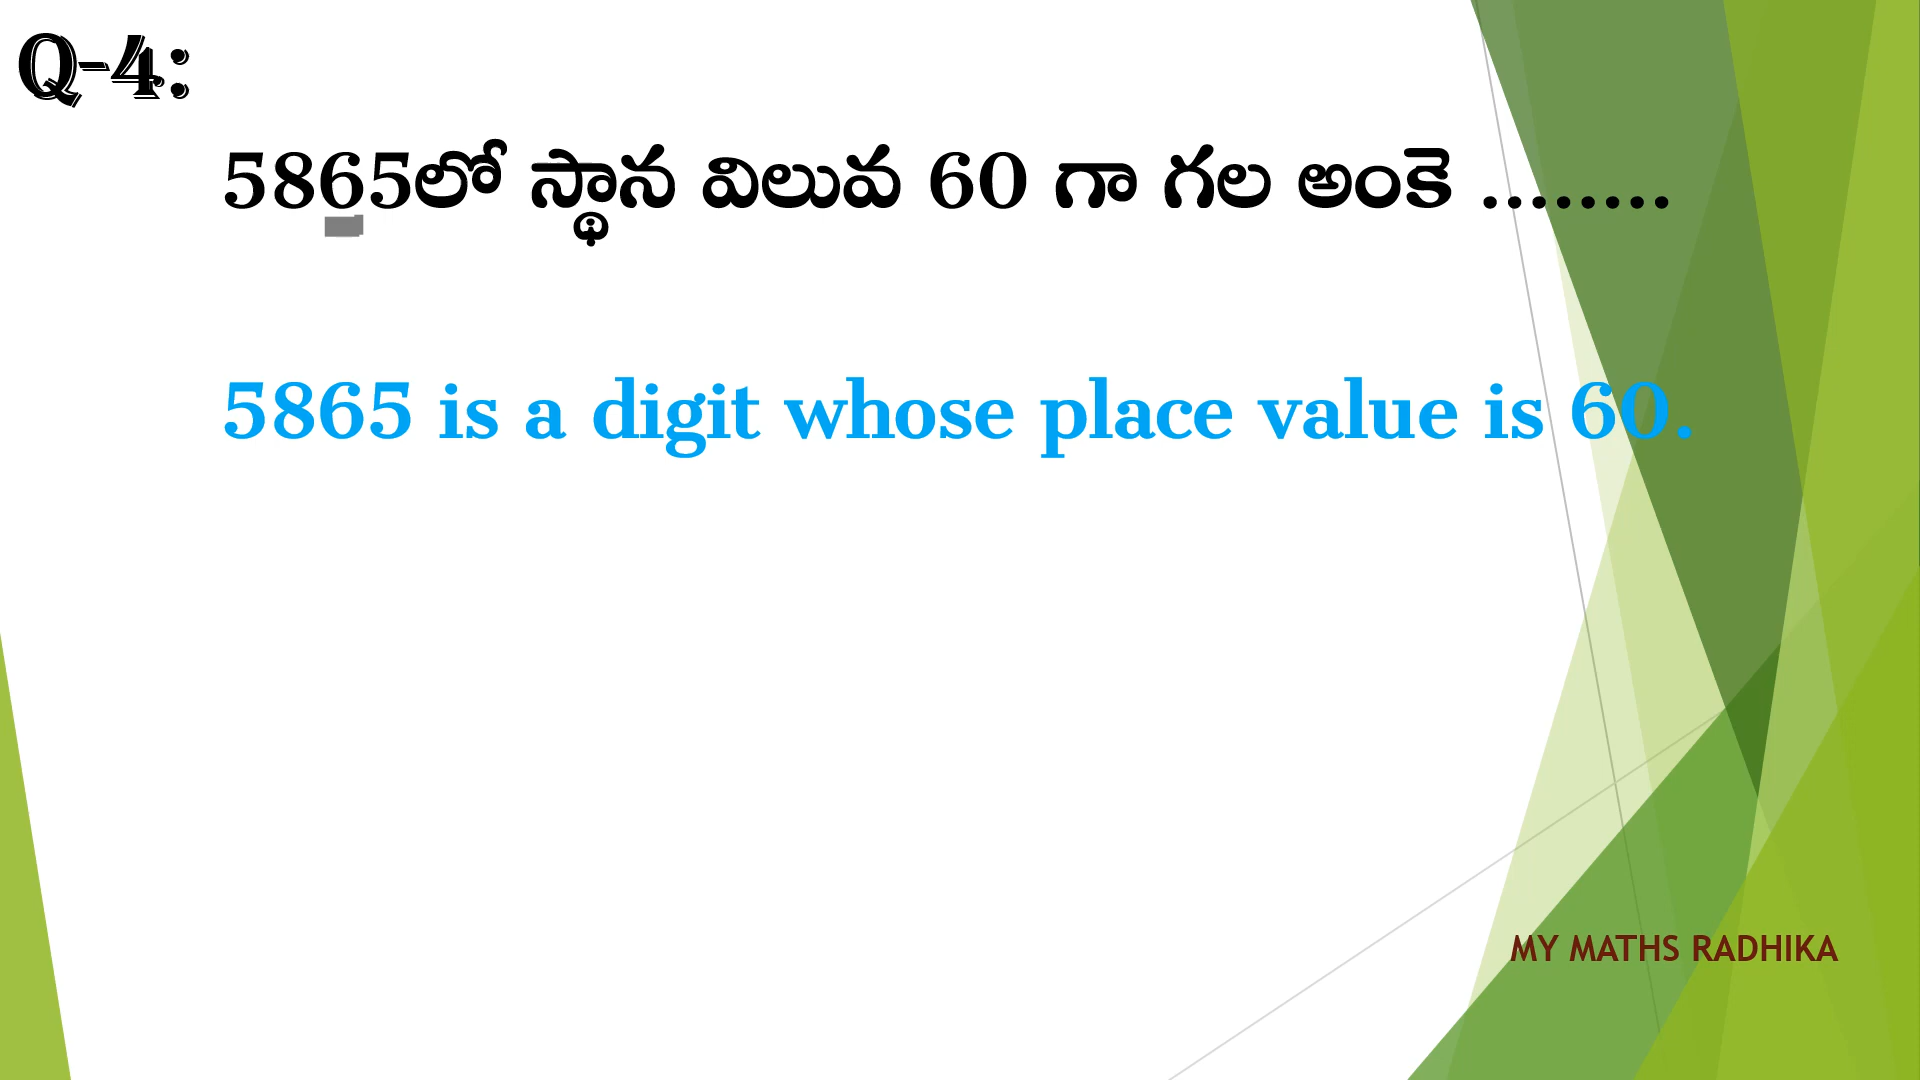 Q-4:
5865లో స్థాన విలువ 60 గా గల అంకె ........
5865 is a digit whose place value is 60.
MY MATHS RADHIKA